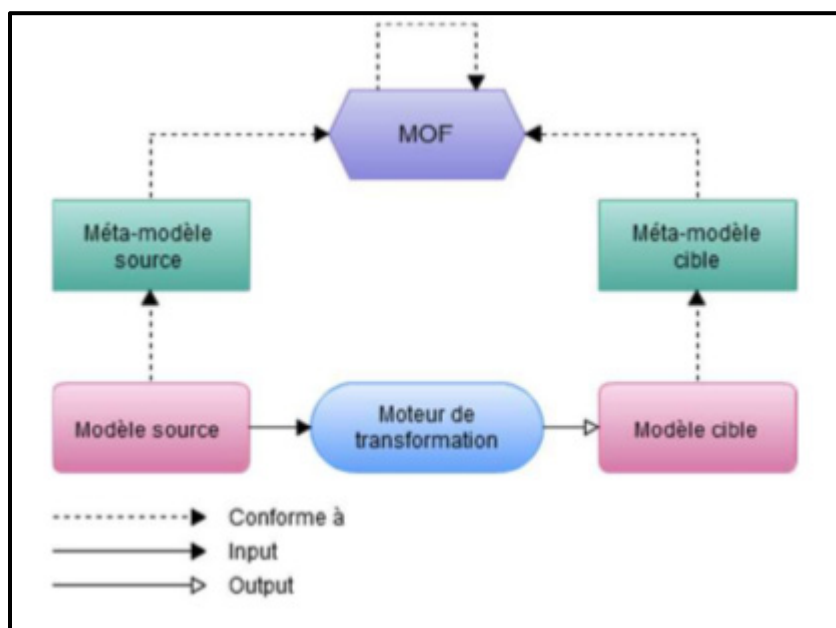 MOF
Méta-modèle
source
Méta-modèle
cible
Modèle source
Moteur de
transformation
Modèle cible
Conforme à
Input
Output